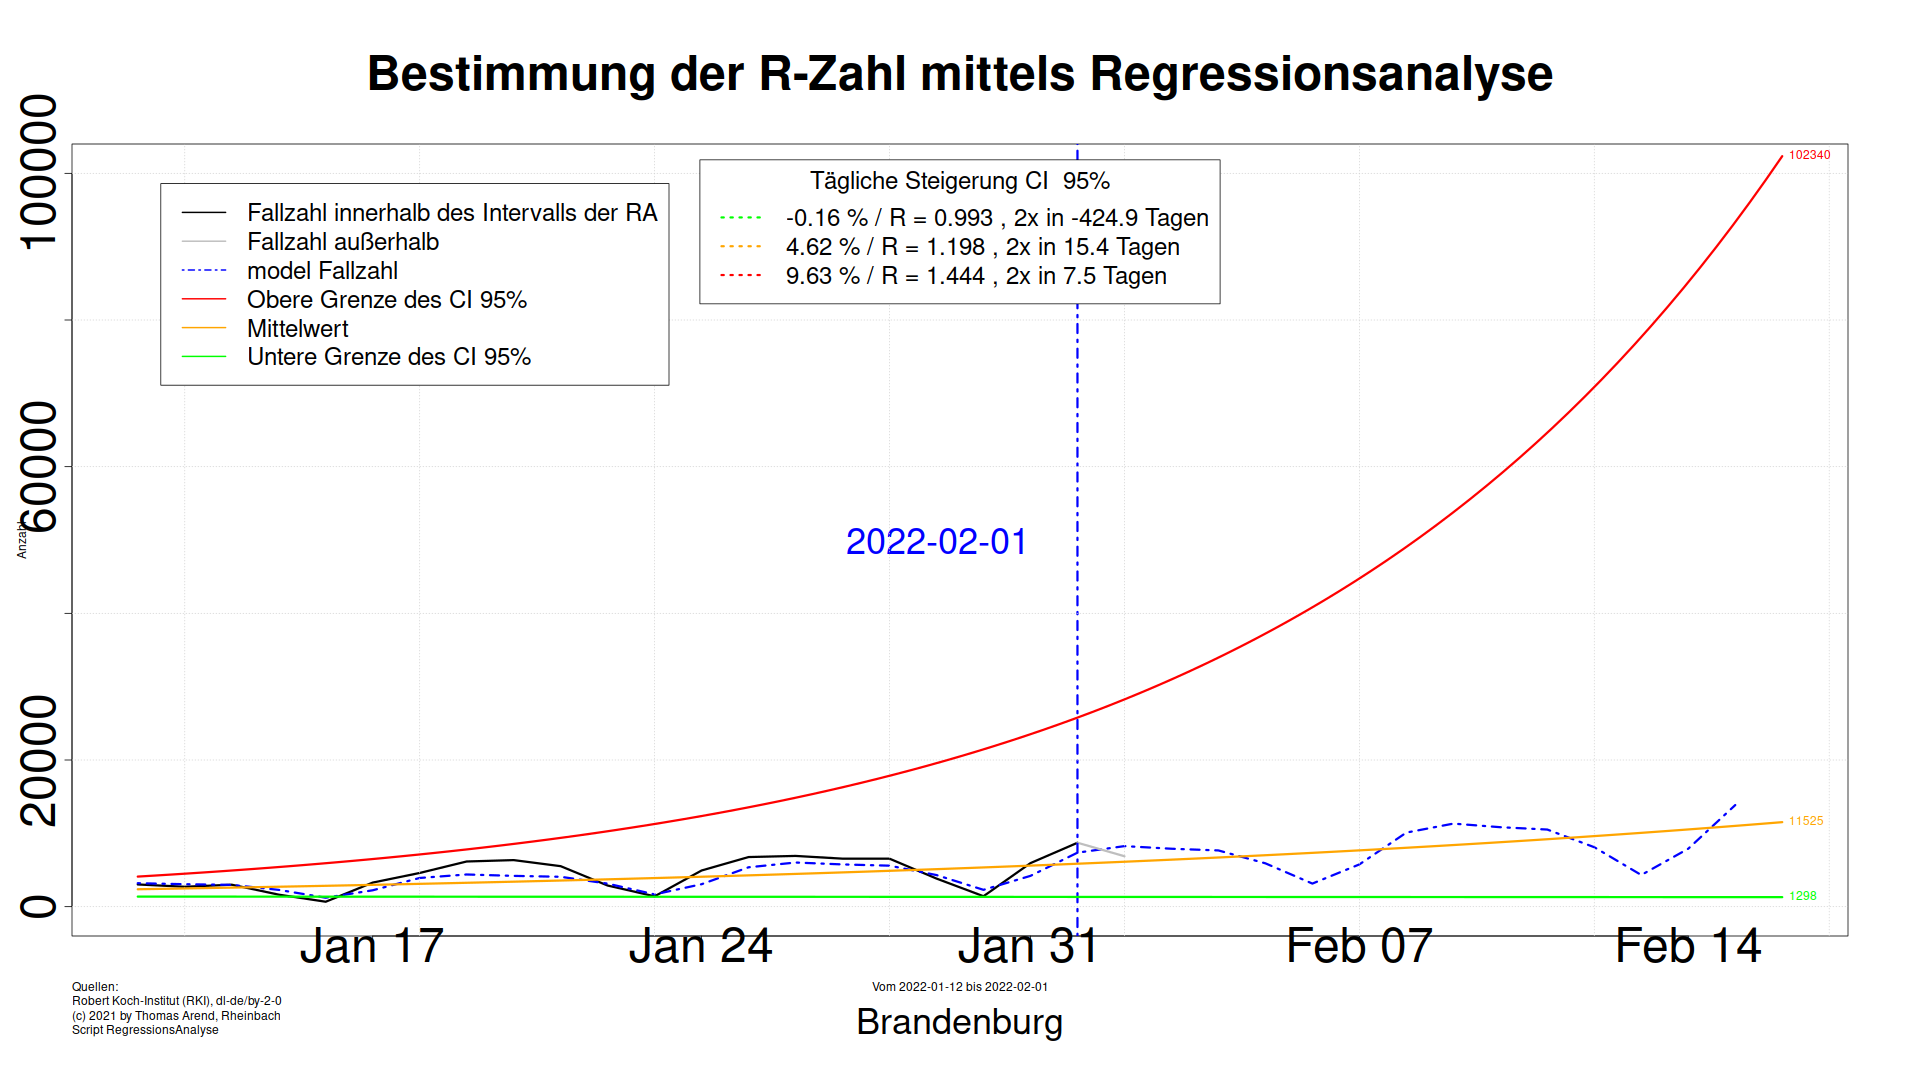 Bestimmung der R-Zahl mittels Regressionsanalyse
100000
60000
20000
0
Anzahl
Fallzahl innerhalb des Intervalls der RA
Fallzahl außerhalb
model Fallzahl
Obere Grenze des CI 95%
Mittelwert
Untere Grenze des CI 95%
Tägliche Steigerung CI 95%
-0.16 % / R = 0.993 , 2x in -424.9 Tagen
4.62 % / R = 1.198 , 2x in 15.4 Tagen
9.63 % / R = 1.444 , 2x in 7.5 Tagen
102340
2022-02-01
11525
1298
Jan 17 Jan 24 Jan 31 Feb 07 Feb 14
Quellen:
Robert Koch-Institut (RKI), dl-de/by-2-0
(c) 2021 by Thomas Arend, Rheinbach
Script RegressionsAnalyse
Vom 2022-01-12 bis 2022-02-01
Brandenburg